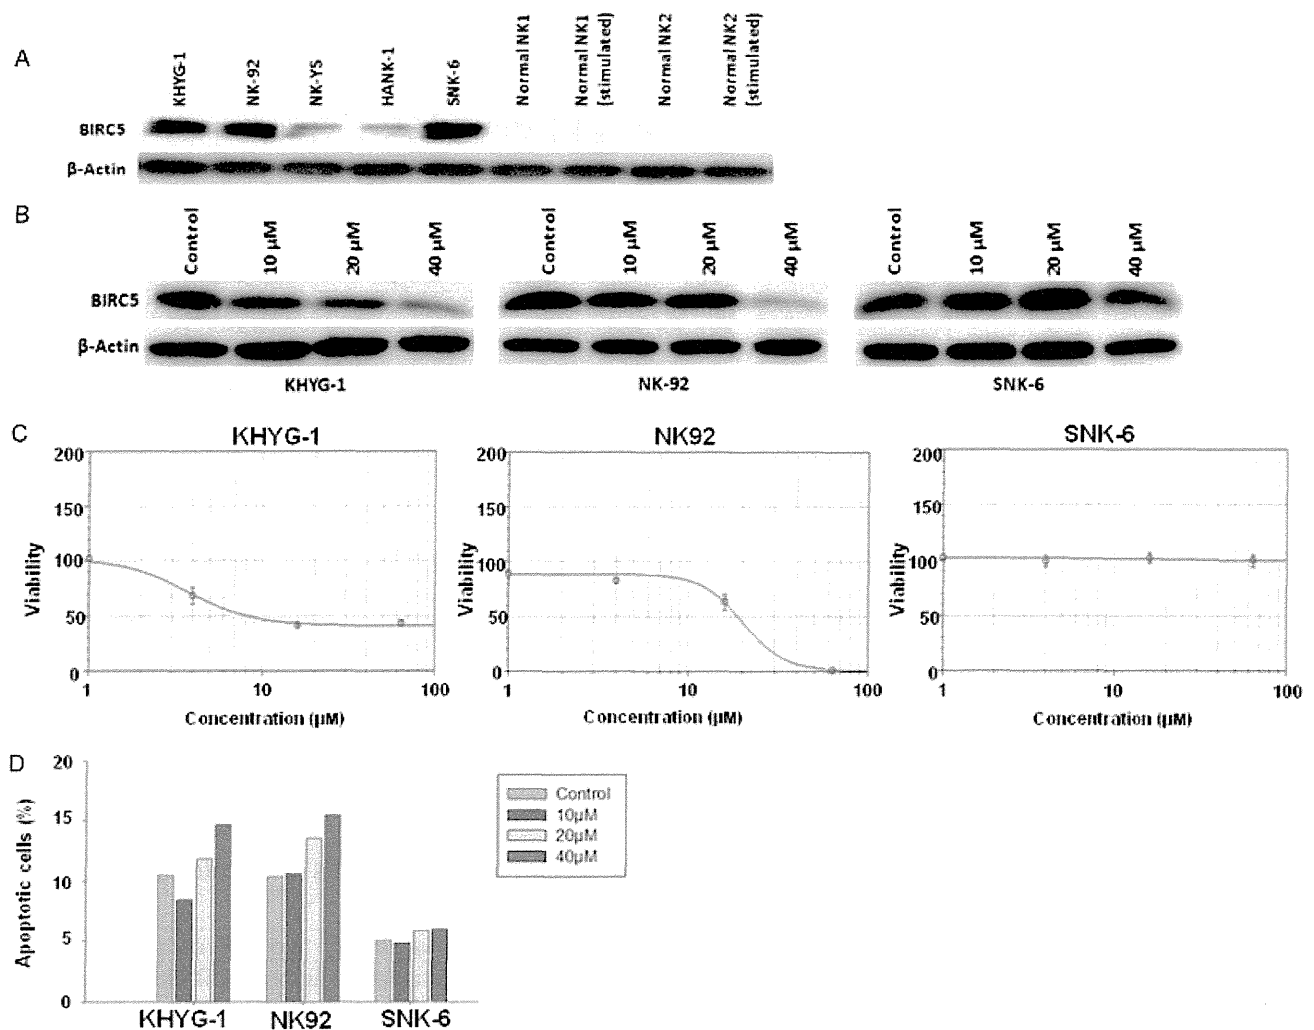 A
KHYG-1
NK-92
NK-YS
HANK-1
SNK-6
Normal NK1
Normal NK1
[stimulated]
Normal NK2
Normal NK2
[stimulated]
BIRC5
β-Actin
B
Control
10 μM
20 μM
40 μM
Control
10 μM
20 μM
40 μM
Control
10 μM
20 μM
40 μM
BIRC5
β-Actin
KHYG-1
NK-92
SNK-6
C
KHYG-1
NK92
SNK-6
Viability
200
150
100
50
0
1
10
100
Concentration (μM)
Viability
200
150
100
50
0
1
10
100
Concentration (μM)
Viability
200
150
100
50
0
1
10
100
Concentration (μM)
D
Apoptotic cells (%)
20
15
10
5
0
KHYG-1
NK92
SNK-6
Control
10μM
20μM
40μM